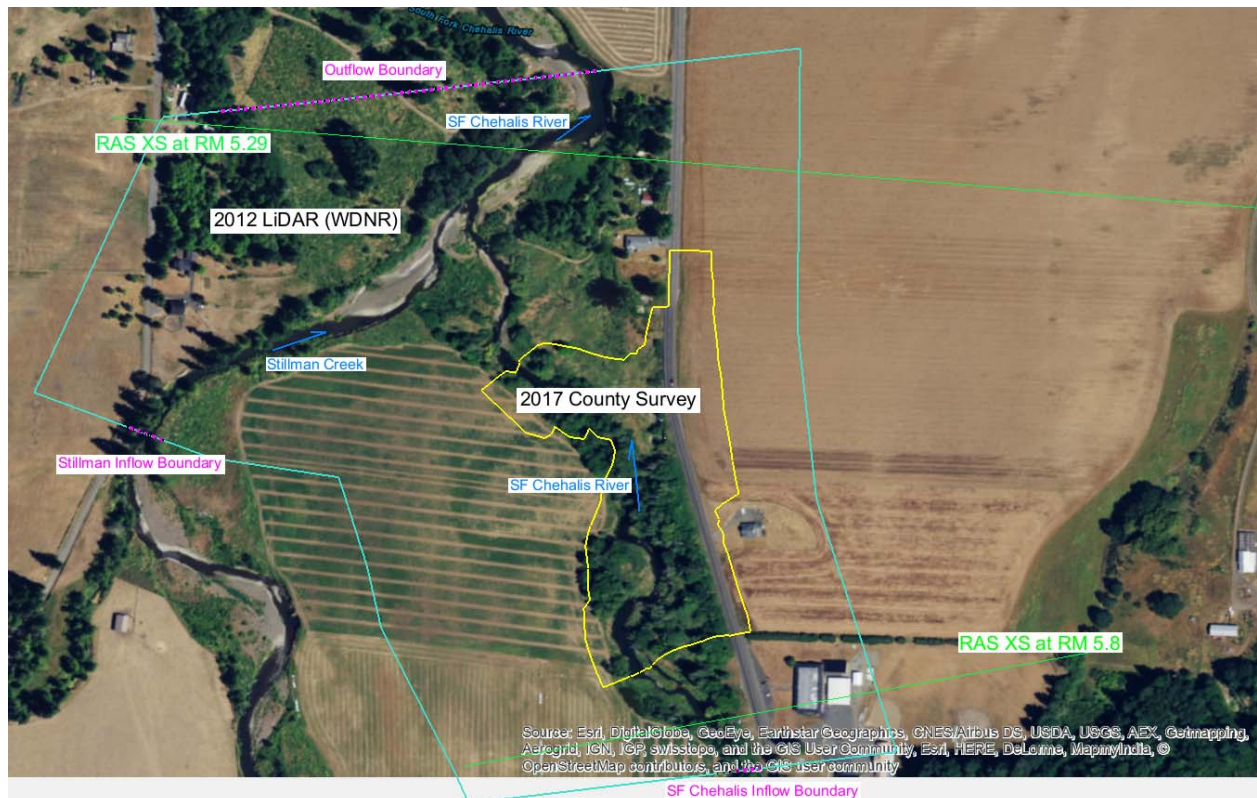 South Fork Chehalis River
Outflow Boundary
SF Chehalis River
RAS XS at RM 5.29
2012 LiDAR (WDNR)
Stillman Creek
2017 County Survey
Stillman Inflow Boundary
SF Chehalis River
RAS XS at RM 5.8
Source: Esri, DigitalGlobe, GeoEye, Earthstar Geographics, CNES/Airbus DS, USDA, USGS, AEX, Getmapping,
Aerogrid, IGN, IGP, swisstopo, and the GIS User Community, Esri, HERE, DeLorme, MapmyIndia, ©
OpenStreetMap contributors, and the GIS user community
SF Chehalis Inflow Boundary